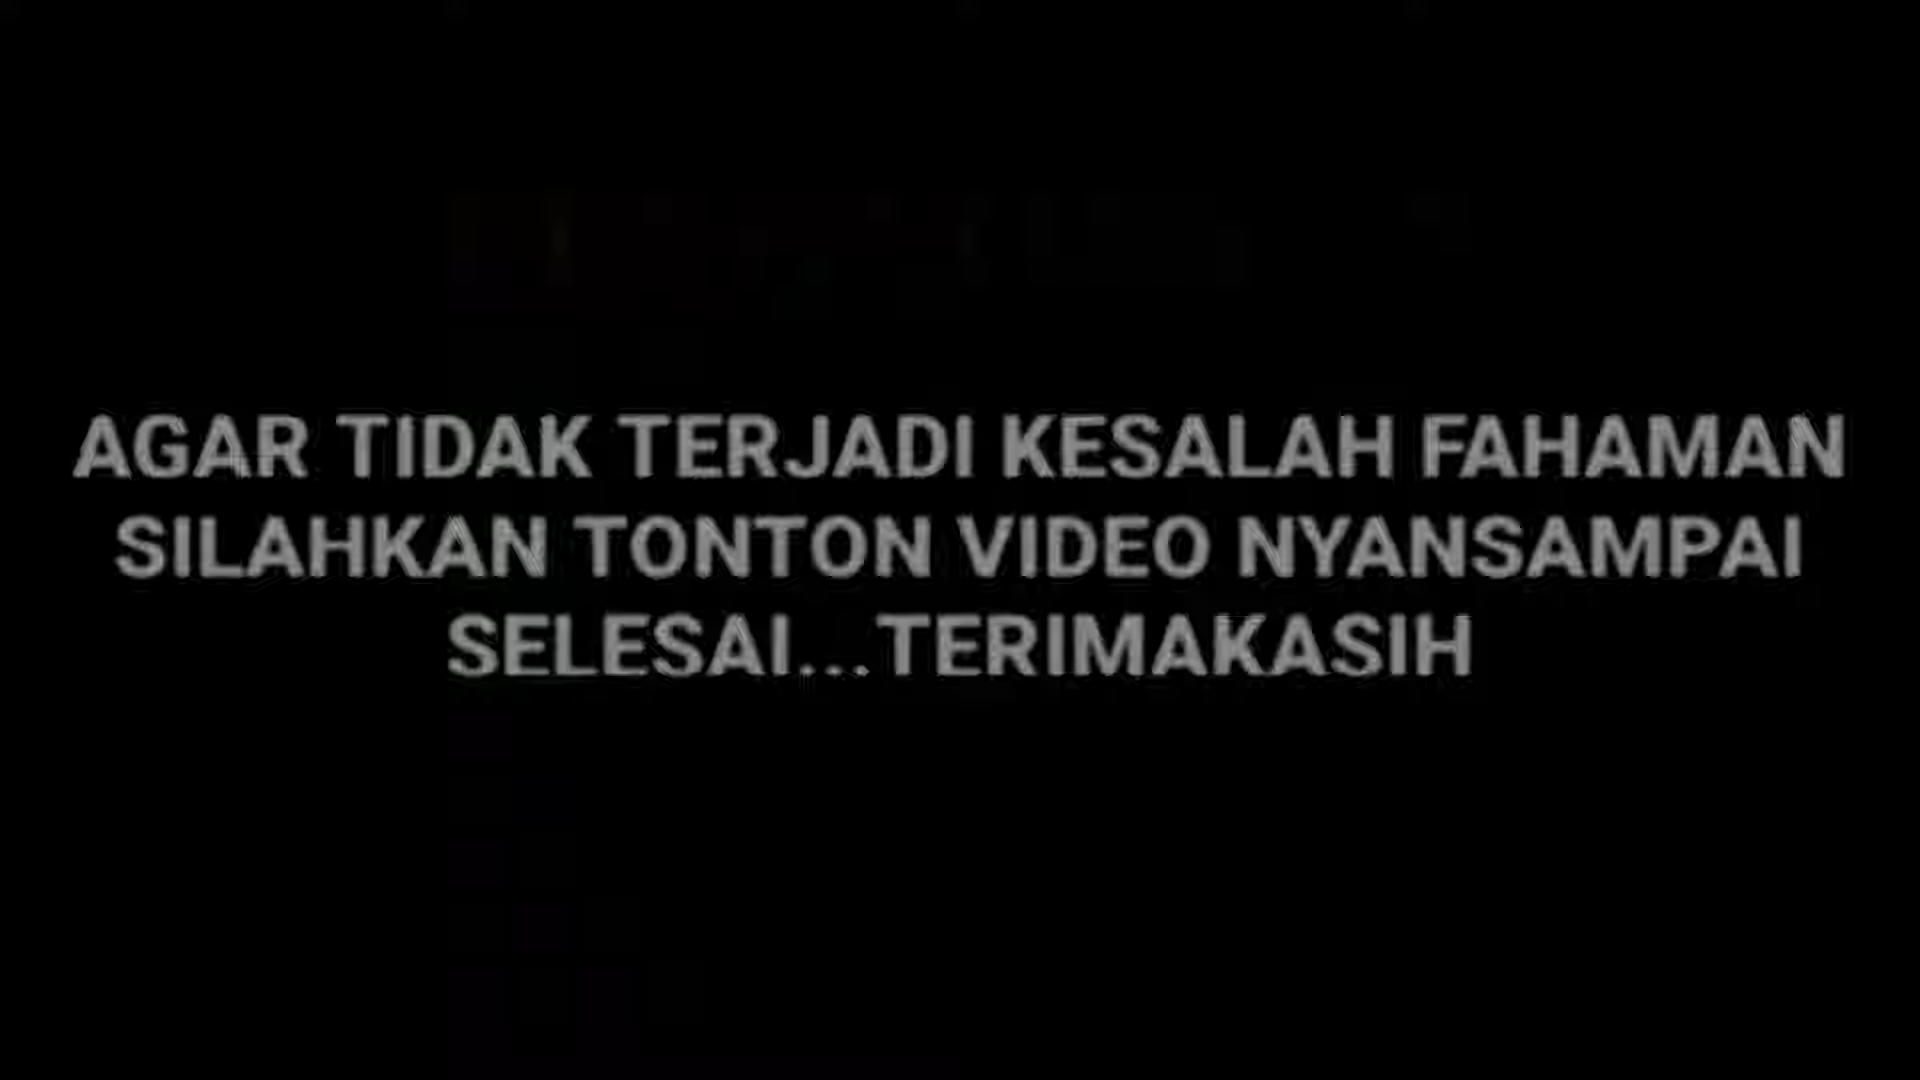 AGAR TIDAK TERJADI KESALAH FAHAMAN
SILAHKAN TONTON VIDEO NYANSAMPAI
SELESAI...TERIMAKASIH